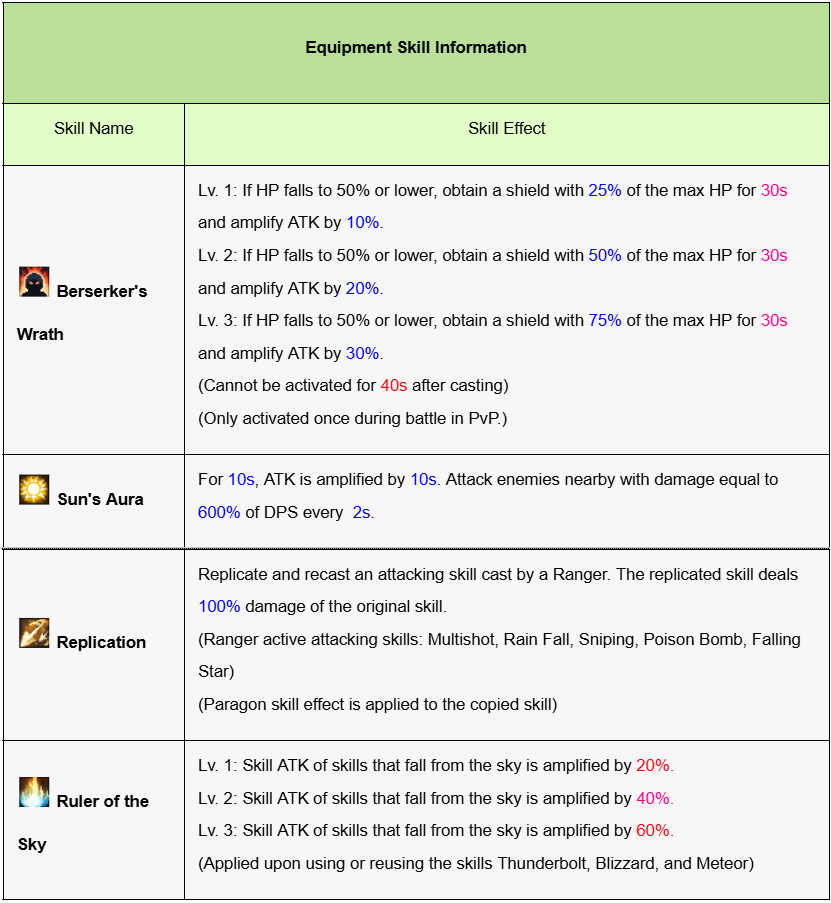 Equipment Skill Information
Skill Name
Skill Effect
Berserker's
Wrath
Lv. 1: If HP falls to 50% or lower, obtain a shield with 25% of the max HP for 30s
and amplify ATK by 10%.
Lv. 2: If HP falls to 50% or lower, obtain a shield with 50% of the max HP for 30s
and amplify ATK by 20%.
Lv. 3: If HP falls to 50% or lower, obtain a shield with 75% of the max HP for 30s
and amplify ATK by 30%.
(Cannot be activated for 40s after casting)
(Only activated once during battle in PvP.)
Sun's Aura
For 10s, ATK is amplified by 10s. Attack enemies nearby with damage equal to
600% of DPS every  2s.
Replication
Replicate and recast an attacking skill cast by a Ranger. The replicated skill deals
100% damage of the original skill.
(Ranger active attacking skills: Multishot, Rain Fall, Sniping, Poison Bomb, Falling
Star)
(Paragon skill effect is applied to the copied skill)
Ruler of the
Sky
Lv. 1: Skill ATK of skills that fall from the sky is amplified by 20%.
Lv. 2: Skill ATK of skills that fall from the sky is amplified by 40%.
Lv. 3: Skill ATK of skills that fall from the sky is amplified by 60%.
(Applied upon using or reusing the skills Thunderbolt, Blizzard, and Meteor)